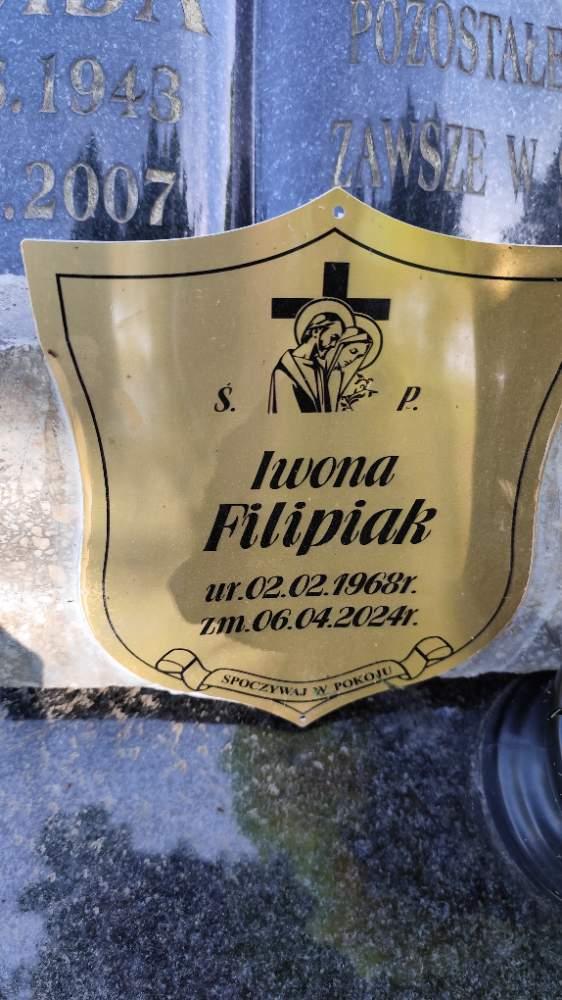 .1943
POZOSTAŁE
.2007
ZAWSZE W
Ś. P.
Iwona
Filipiak
ur.02.02.1968r.
zm.06.04.2024r.
SPOCZYWAJ W POKOJU